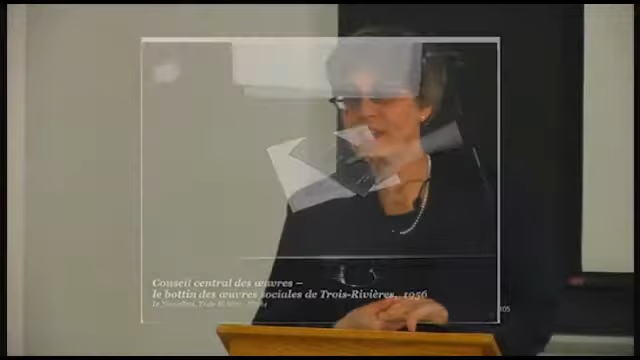 Conseil central des œuvres –
le bottin des œuvres sociales de Trois-Rivières, 1956